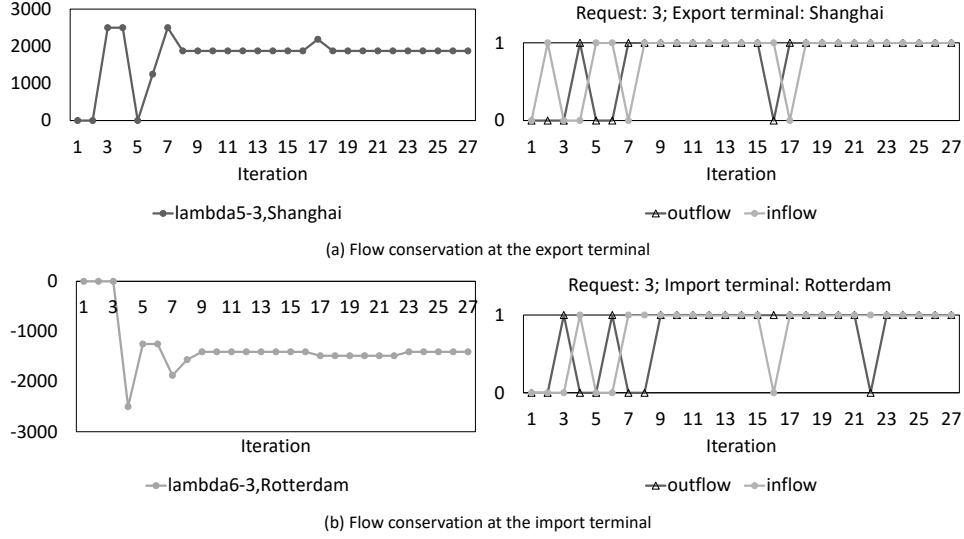 3000
2000
1000
0
1 3 5 7 9 11 13 15 17 19 21 23 25 27
Iteration
lambda5-3,Shanghai
Request: 3; Export terminal: Shanghai
1
0
1 3 5 7 9 11 13 15 17 19 21 23 25 27
Iteration
outflow inflow
(a) Flow conservation at the export terminal
0
1 3 5 7 9 11 13 15 17 19 21 23 25 27
-1000
-2000
-3000
Iteration
lambda6-3,Rotterdam
Request: 3; Import terminal: Rotterdam
1
0
1 3 5 7 9 11 13 15 17 19 21 23 25 27
Iteration
outflow inflow
(b) Flow conservation at the import terminal